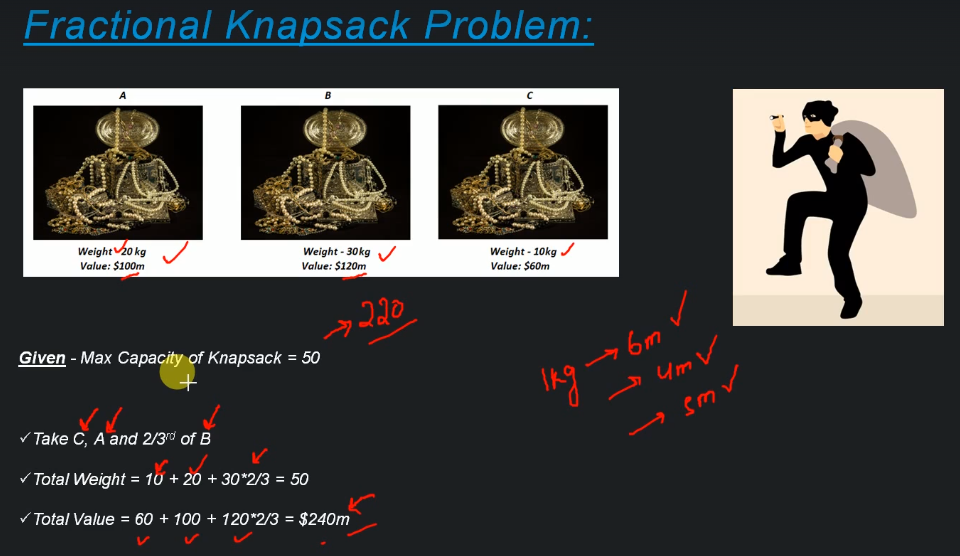 Fractional Knapsack Problem:
A B C
Weight - 20 kg Weight - 30kg Weight - 10kg
Value: $100m Value: $120m Value: $60m
→ 220
Given - Max Capacity of Knapsack = 50
1kg → 6m
→ 4m
→ 5m
✓ Take C, A and 2/3rd of B
✓ Total Weight = 10 + 20 + 30*2/3 = 50
✓ Total Value = 60 + 100 + 120*2/3 = $240m